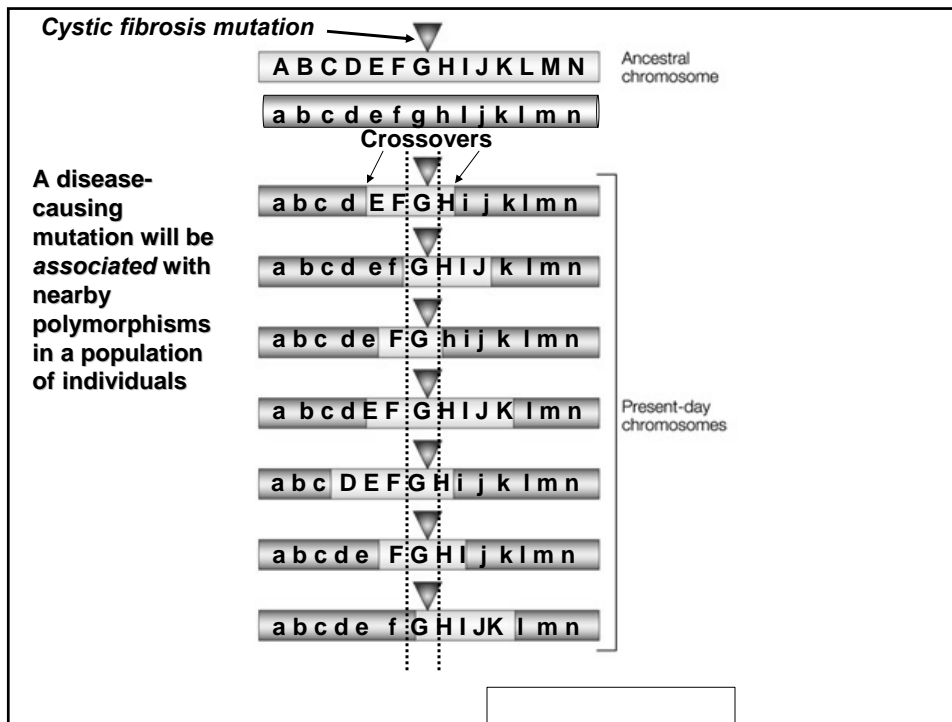 Cystic fibrosis mutation
A B C D E F G H I J K L M N
Ancestral
chromosome
a b c d e f g h I j k l m n
Crossovers
A disease-
causing
mutation will be
associated with
nearby
polymorphisms
in a population
of individuals
a b c d E F G H i j k l m n
a b c d e f G H I J k l m n
a b c d e F G h i j k l m n
a b c d E F G H I J K l m n
a b c D E F G H i j k l m n
a b c d e F G H I j k l m n
a b c d e f G H I J K l m n
Present-day
chromosomes